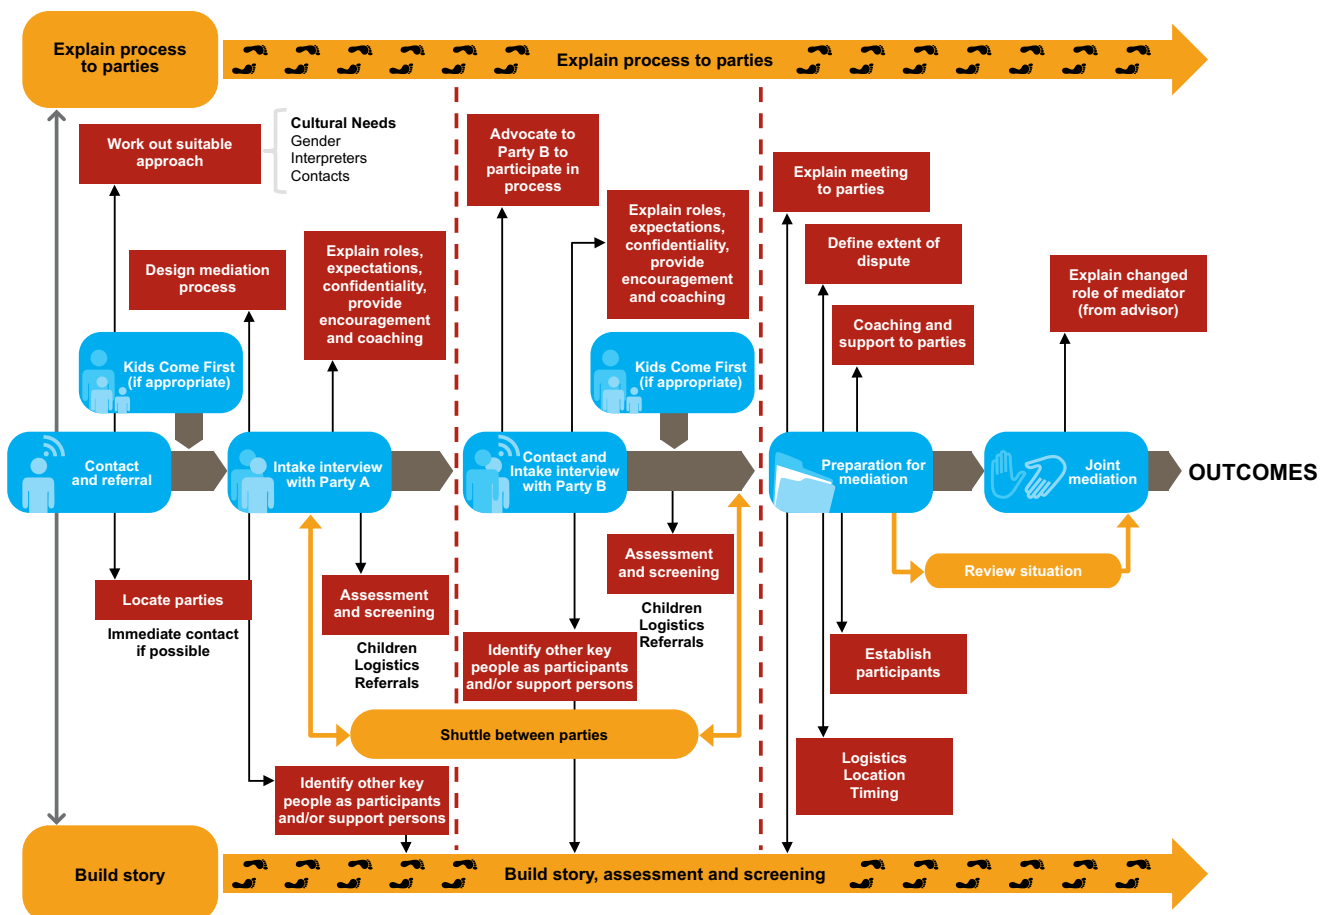 Explain process
to parties
Explain process to parties
Work out suitable
approach
Cultural Needs
Gender
Interpreters
Contacts
Advocate to
Party B to
participate in
process
Explain meeting
to parties
Explain roles,
expectations,
confidentiality,
provide
encouragement
and coaching
Explain roles,
expectations,
confidentiality,
provide
encouragement
and coaching
Design mediation
process
Define extent of
dispute
Explain changed
role of mediator
(from advisor)
Coaching and
support to parties
Kids Come First
(if appropriate)
Kids Come First
(if appropriate)
Contact
and referral
Intake interview
with Party A
Contact and
Intake interview
with Party B
Preparation for
mediation
Joint
mediation
OUTCOMES
Locate parties
Immediate contact
if possible
Assessment
and screening
Children
Logistics
Referrals
Assessment
and screening
Children
Logistics
Referrals
Review situation
Identify other key
people as participants
and/or support persons
Establish
participants
Shuttle between parties
Logistics
Location
Timing
Identify other key
people as participants
and/or support persons
Build story
Build story, assessment and screening